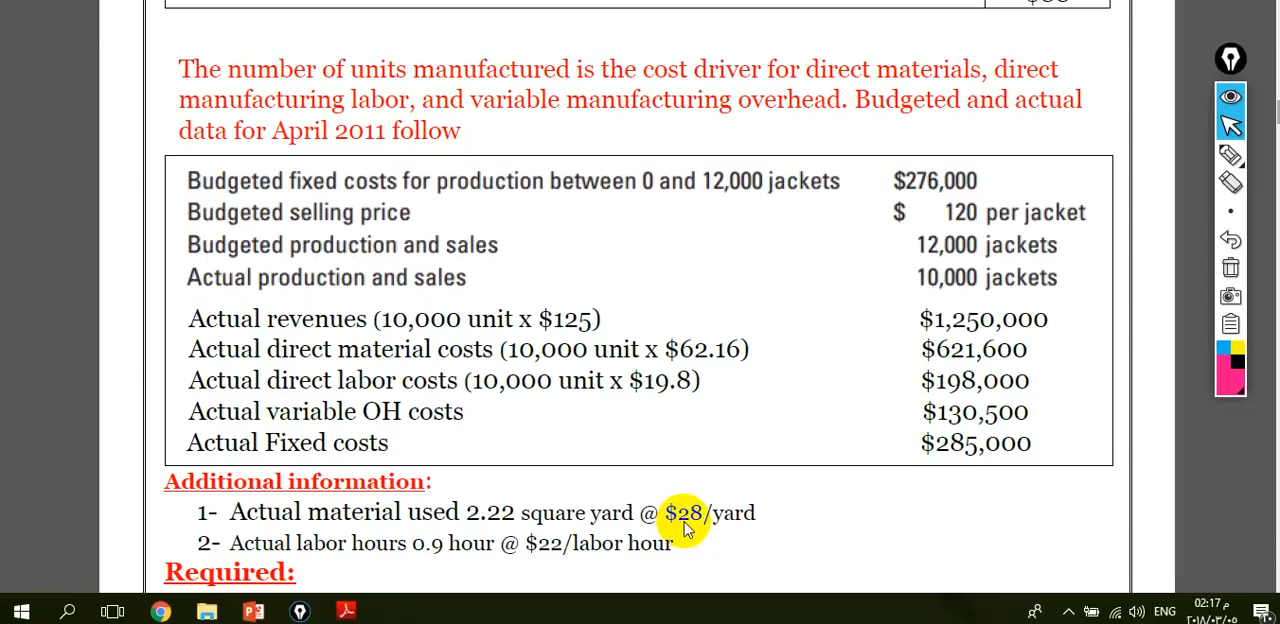 The number of units manufactured is the cost driver for direct materials, direct
manufacturing labor, and variable manufacturing overhead. Budgeted and actual
data for April 2011 follow
Budgeted fixed costs for production between 0 and 12,000 jackets $276,000
Budgeted selling price $ 120 per jacket
Budgeted production and sales 12,000 jackets
Actual production and sales 10,000 jackets
Actual revenues (10,000 unit x $125) $1,250,000
Actual direct material costs (10,000 unit x $62.16) $621,600
Actual direct labor costs (10,000 unit x $19.8) $198,000
Actual variable OH costs $130,500
Actual Fixed costs $285,000
Additional information:
1- Actual material used 2.22 square yard @ $28/yard
2- Actual labor hours 0.9 hour @ $22/labor hour
Required:
ENG
02:17 م
٢٠١٨/٠٣/٠٥